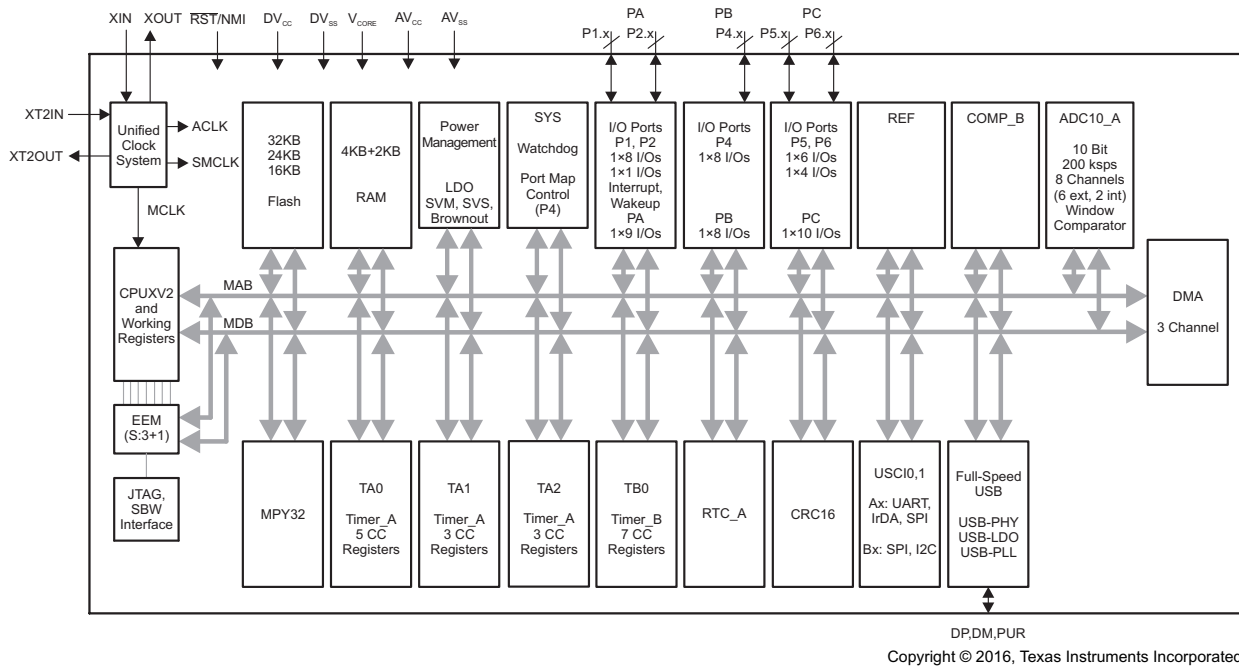 XIN XOUT RST/NMI DVCC DVSS VCORE AVCC AVSS
PA PB PC
P1.x P2.x P4.x P5.x P6.x
XT2IN
XT2OUT
Unified
Clock
System
ACLK
SMCLK
MCLK
32KB
24KB
16KB
Flash
4KB+2KB
RAM
Power
Management
LDO
SVM, SVS,
Brownout
SYS
Watchdog
Port Map
Control
(P4)
I/O Ports
P1, P2
1×8 I/Os
1×1 I/Os
Interrupt,
Wakeup
PA
1×9 I/Os
I/O Ports
P4
1×8 I/Os
PB
1×8 I/Os
I/O Ports
P5, P6
1×6 I/Os
1×4 I/Os
PC
1×10 I/Os
REF
COMP_B
ADC10_A
10 Bit
200 ksps
8 Channels
(6 ext, 2 int)
Window
Comparator
CPUXV2
and
Working
Registers
MAB
MDB
DMA
3 Channel
EEM
(S:3+1)
JTAG,
SBW
Interface
MPY32
TA0
Timer_A
5 CC
Registers
TA1
Timer_A
3 CC
Registers
TA2
Timer_A
3 CC
Registers
TB0
Timer_B
7 CC
Registers
RTC_A
CRC16
USCI0,1
Ax: UART,
IrDA, SPI
Bx: SPI, I2C
Full-Speed
USB
USB-PHY
USB-LDO
USB-PLL
DP,DM,PUR
Copyright © 2016, Texas Instruments Incorporated